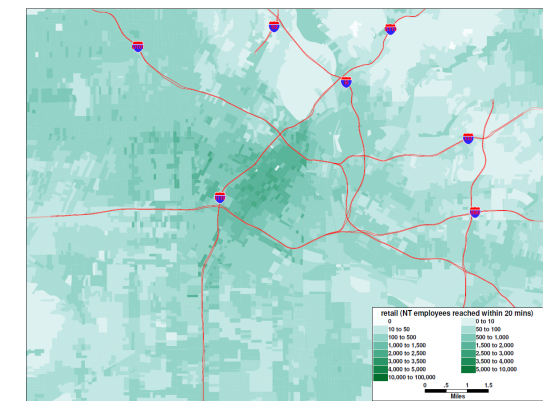 retail (NT employees reached within 20 mins)
0 0 to 10
10 to 50 50 to 100
100 to 500 500 to 1,000
1,000 to 1,500 1,500 to 2,000
2,000 to 2,500 2,500 to 3,000
3,000 to 3,500 3,500 to 4,000
4,000 to 5,000 5,000 to 10,000
10,000 to 100,000
0 .5 1 1.5
Miles